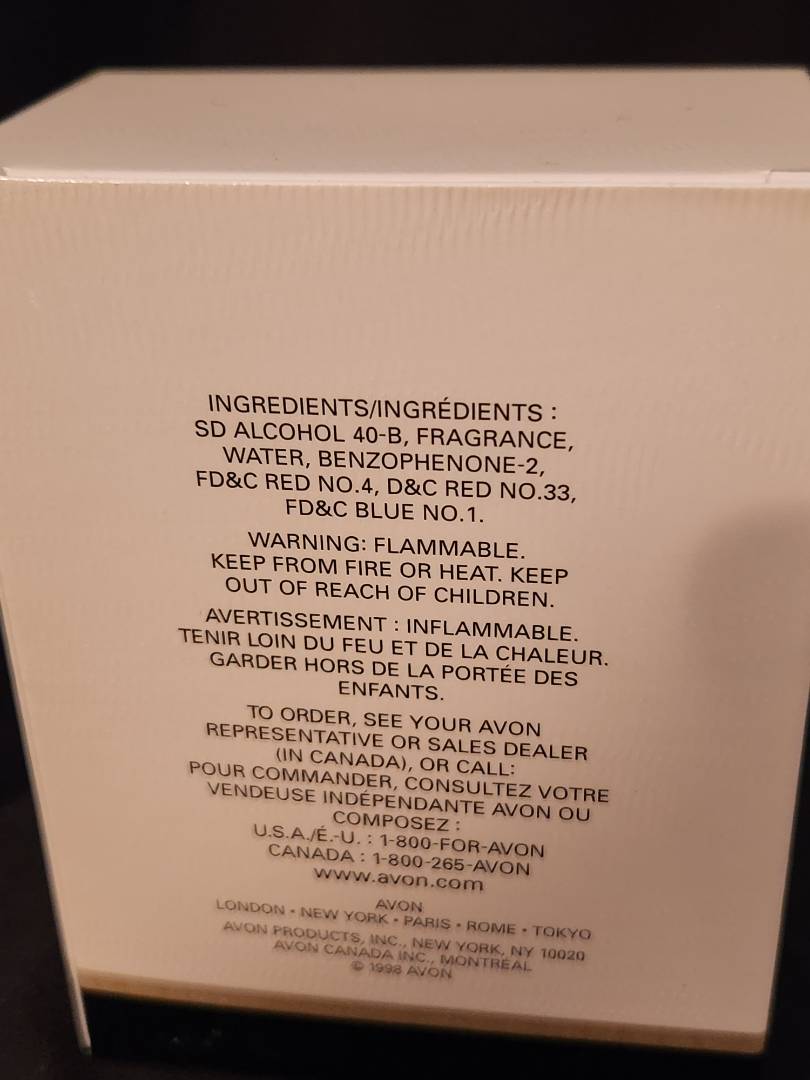 INGREDIENTS/INGRÉDIENTS :
SD ALCOHOL 40-B, FRAGRANCE,
WATER, BENZOPHENONE-2,
FD&C RED NO.4, D&C RED NO.33,
FD&C BLUE NO.1.
WARNING: FLAMMABLE.
KEEP FROM FIRE OR HEAT. KEEP
OUT OF REACH OF CHILDREN.
AVERTISSEMENT : INFLAMMABLE.
TENIR LOIN DU FEU ET DE LA CHALEUR.
GARDER HORS DE LA PORTÉE DES
ENFANTS.
TO ORDER, SEE YOUR AVON
REPRESENTATIVE OR SALES DEALER
(IN CANADA), OR CALL:
POUR COMMANDER, CONSULTEZ VOTRE
VENDEUSE INDÉPENDANTE AVON OU
COMPOSEZ :
U.S.A./É.-U. : 1-800-FOR-AVON
CANADA : 1-800-265-AVON
www.avon.com
AVON
LONDON • NEW YORK • PARIS • ROME • TOKYO
AVON PRODUCTS, INC., NEW YORK, NY 10020
AVON CANADA INC., MONTRÉAL
© 1998 AVON